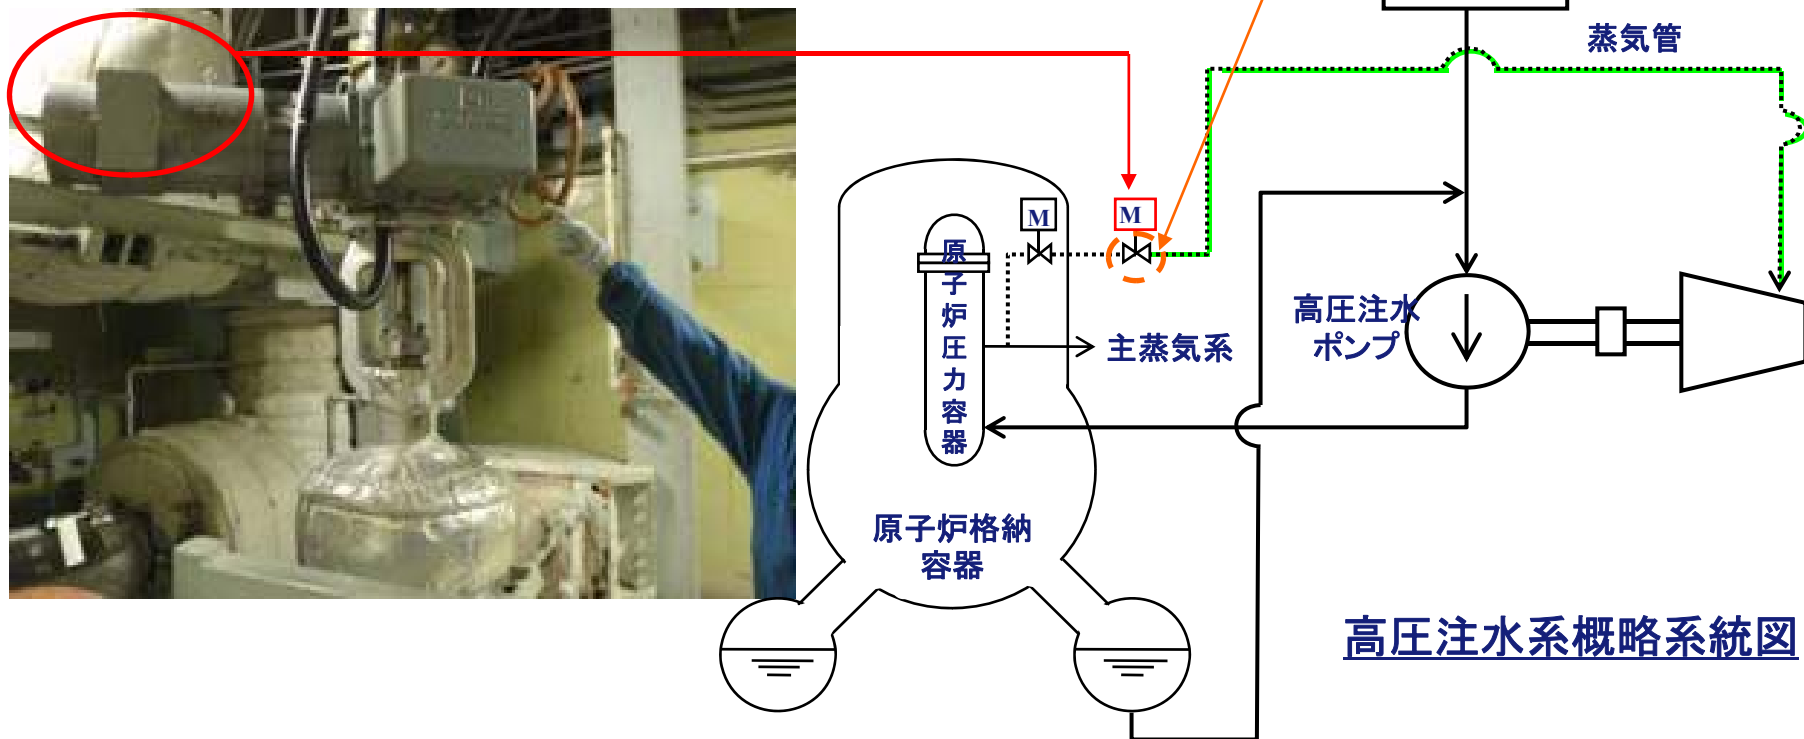 蒸気管
M
M
原子炉圧力容器
高圧注水
ポンプ
主蒸気系
原子炉格納
容器
高圧注水系概略系統図